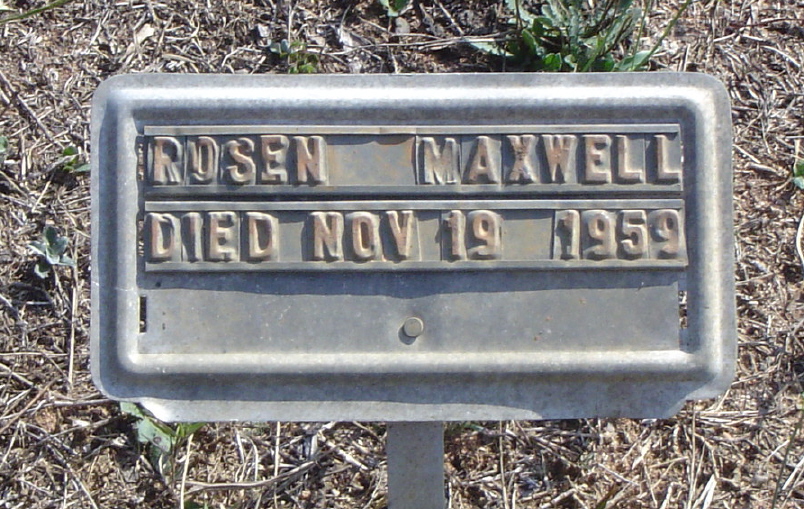 ROSEN MAXWELL
DIED NOV 19 1959